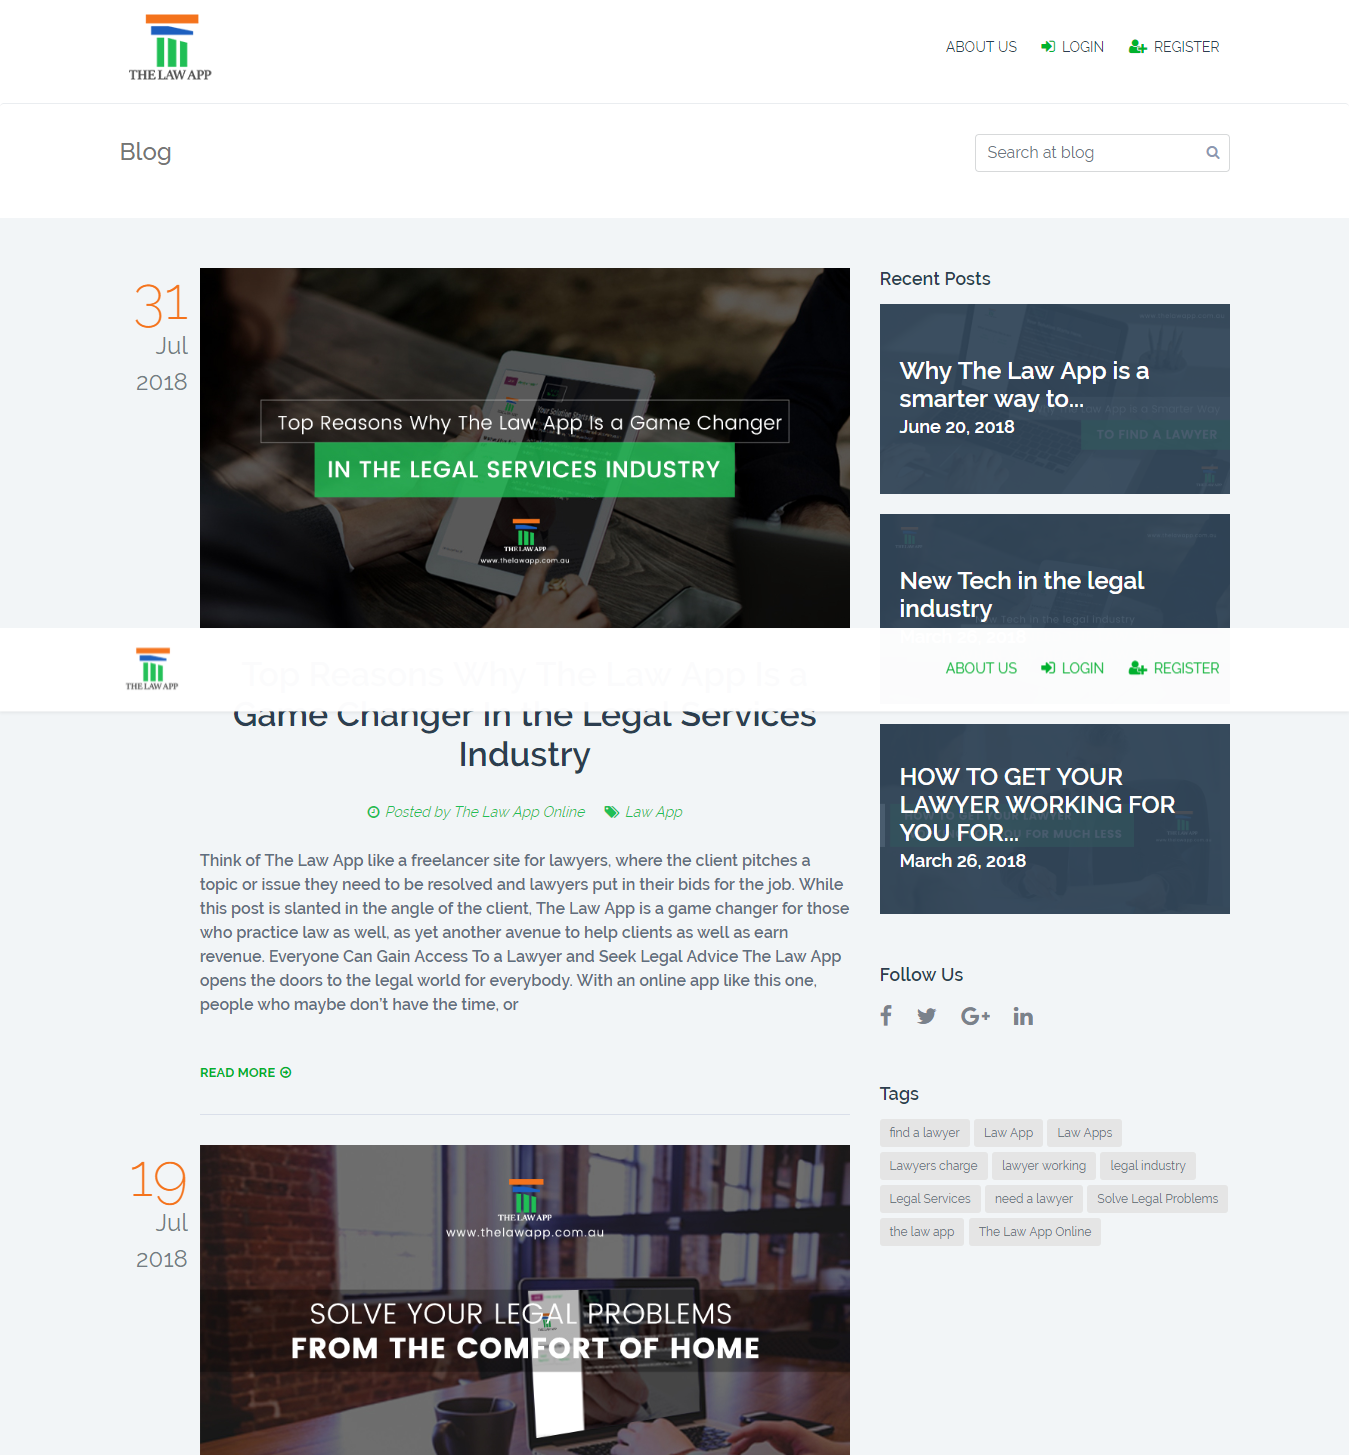 THE LAW APP
ABOUT US LOGIN REGISTER
Blog
Search at blog
31
Jul
2018
Top Reasons Why The Law App Is a Game Changer
IN THE LEGAL SERVICES INDUSTRY
THE LAW APP
www.thelawapp.com.au
Top Reasons Why The Law App Is a
Game Changer in the Legal Services
Industry
Posted by The Law App Online Law App
Think of The Law App like a freelancer site for lawyers, where the client pitches a
topic or issue they need to be resolved and lawyers put in their bids for the job. While
this post is slanted in the angle of the client, The Law App is a game changer for those
who practice law as well, as yet another avenue to help clients as well as earn
revenue. Everyone Can Gain Access To a Lawyer and Seek Legal Advice The Law App
opens the doors to the legal world for everybody. With an online app like this one,
people who maybe don't have the time, or
READ MORE
19
Jul
2018
THE LAW APP
www.thelawapp.com.au
SOLVE YOUR LEGAL PROBLEMS
FROM THE COMFORT OF HOME
Recent Posts
Why The Law App is a
smarter way to...
June 20, 2018
TO FIND A LAWYER
New Tech in the legal
industry
New Tech in the legal industry
THE LAW APP
ABOUT US LOGIN REGISTER
HOW TO GET YOUR
LAWYER WORKING FOR
YOU FOR...
March 26, 2018
Follow Us
Tags
find a lawyer Law App Law Apps
Lawyers charge lawyer working legal industry
Legal Services need a lawyer Solve Legal Problems
the law app The Law App Online